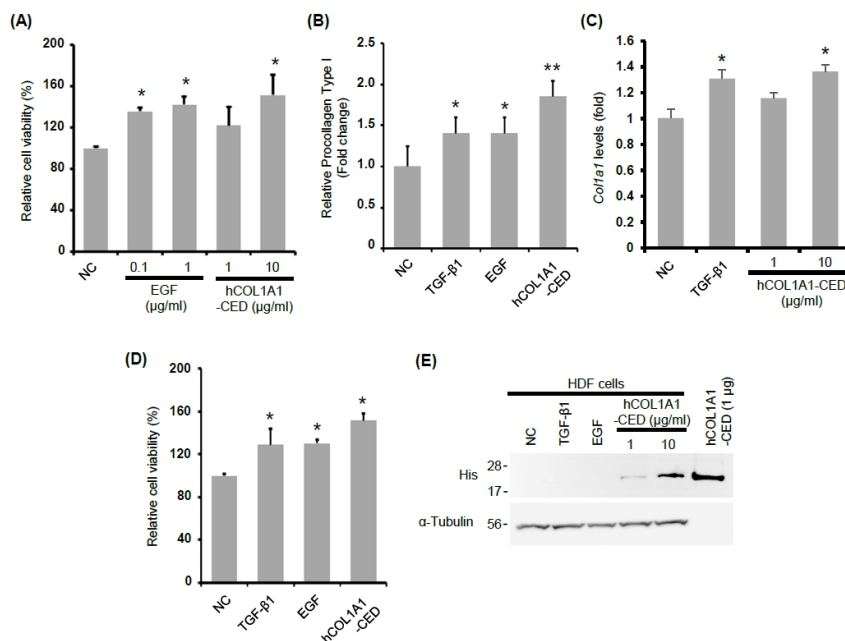 (A)
Relative cell viability (%)
200
160
120
80
40
0
*
*
*
NC
0.1
1
1
10
EGF
(µg/ml)
hCOL1A1
-CED (µg/ml)
(B)
Relative Procollagen Type I
(Fold change)
2.5
2.0
1.5
1.0
0.5
0.0
*
*
**
NC
TGF-β1
EGF
hCOL1A1
-CED
(C)
Col1a1 levels (fold)
1.6
1.4
1.2
1
0.8
0.6
0.4
0.2
0
*
*
NC
TGF-β1
1
10
hCOL1A1-CED
(µg/ml)
(D)
Relative cell viability (%)
200
160
120
80
40
0
*
*
*
NC
TGF-β1
EGF
hCOL1A1
-CED
(E)
HDF cells
NC
TGF-β1
EGF
hCOL1A1
-CED (µg/ml)
1
10
hCOL1A1
-CED (1 µg)
His
28-
17-
α-Tubulin
56-